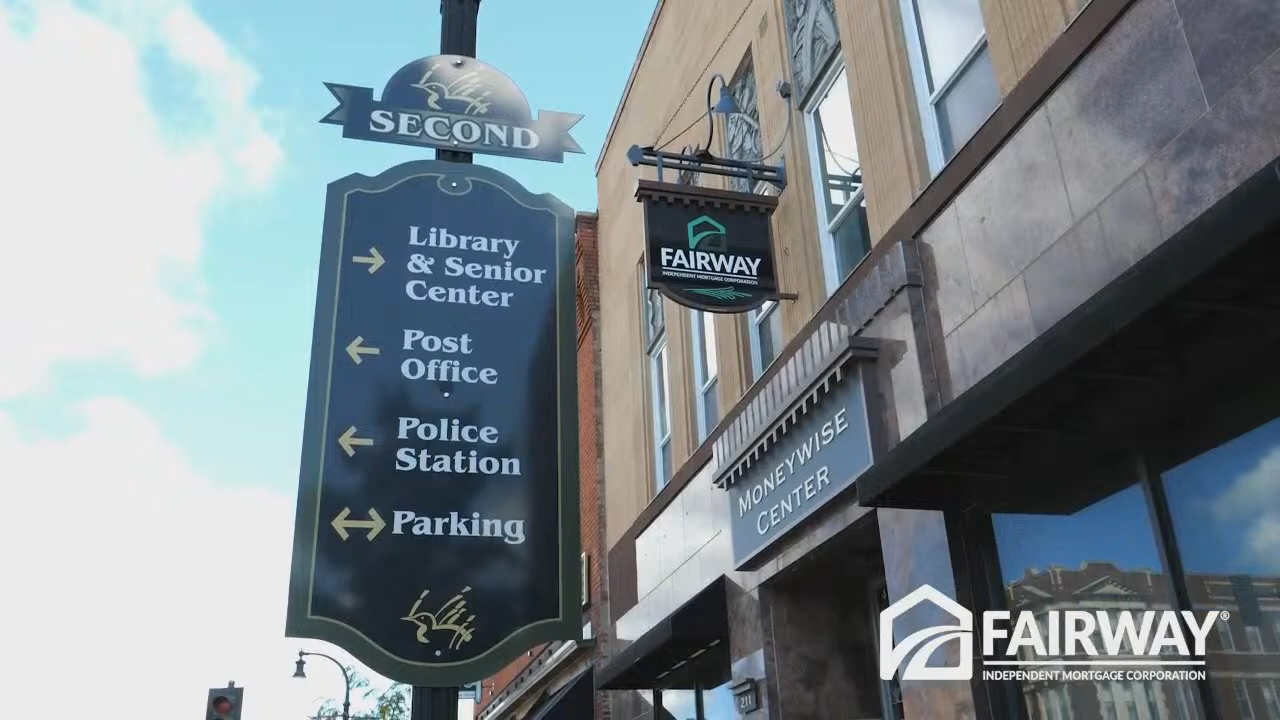 SECOND
Library
& Senior
Center
Post
Office
Police
Station
Parking
FAIRWAY
INDEPENDENT MORTGAGE CORPORATION
MONEYWISE
CENTER
211
FAIRWAY®
INDEPENDENT MORTGAGE CORPORATION